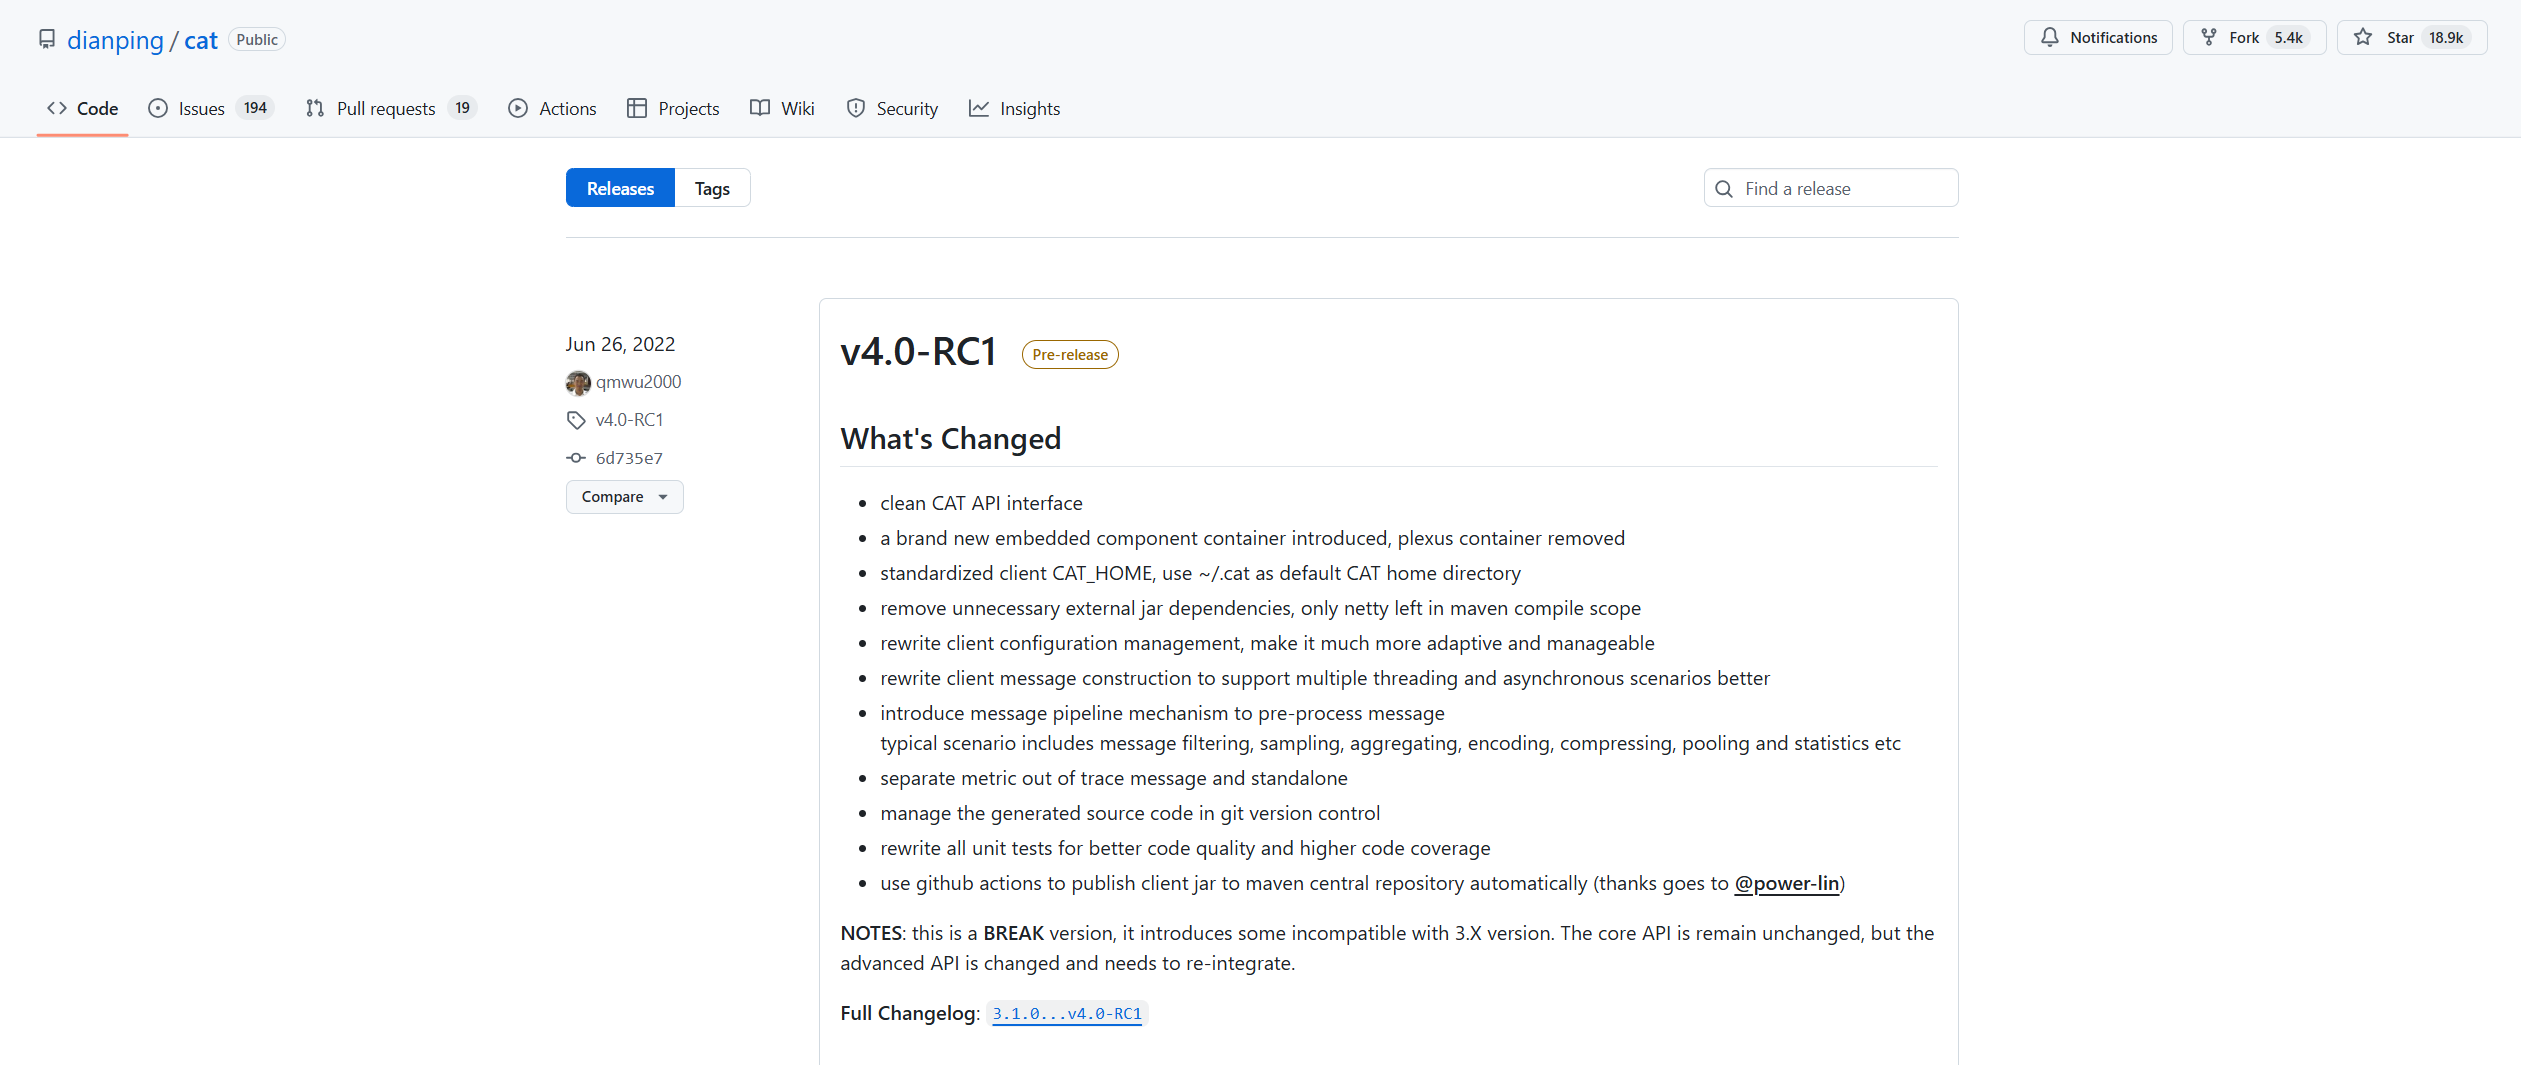 dianping / cat Public
Notifications Fork 5.4k Star 18.9k
Code Issues 194 Pull requests 19 Actions Projects Wiki Security Insights
Releases Tags
Find a release
Jun 26, 2022
qmwu2000
v4.0-RC1
6d735e7
Compare
v4.0-RC1 Pre-release
What's Changed
clean CAT API interface
a brand new embedded component container introduced, plexus container removed
standardized client CAT_HOME, use ~/.cat as default CAT home directory
remove unnecessary external jar dependencies, only netty left in maven compile scope
rewrite client configuration management, make it much more adaptive and manageable
rewrite client message construction to support multiple threading and asynchronous scenarios better
introduce message pipeline mechanism to pre-process message
typical scenario includes message filtering, sampling, aggregating, encoding, compressing, pooling and statistics etc
separate metric out of trace message and standalone
manage the generated source code in git version control
rewrite all unit tests for better code quality and higher code coverage
use github actions to publish client jar to maven central repository automatically (thanks goes to @power-lin)
NOTES: this is a BREAK version, it introduces some incompatible with 3.X version. The core API is remain unchanged, but the
advanced API is changed and needs to re-integrate.
Full Changelog: 3.1.0...v4.0-RC1